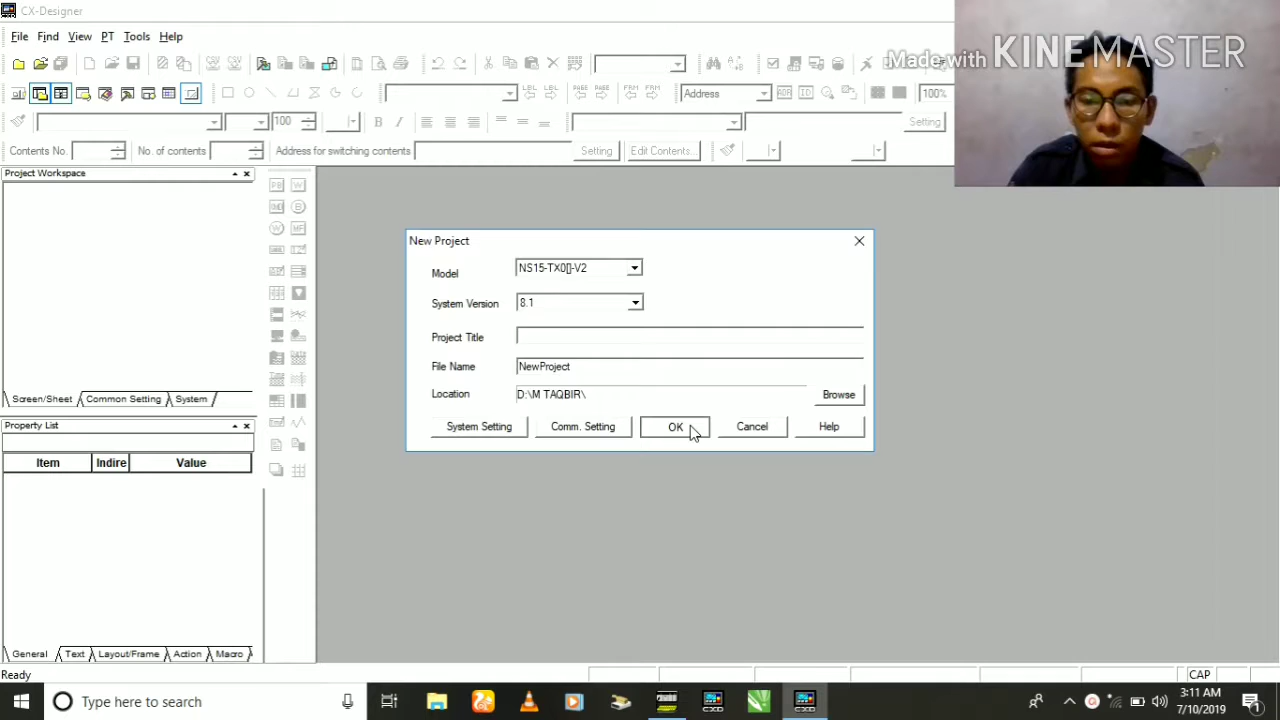 CX-Designer
Made with KINEMASTER
File Find View PT Tools Help
Address
100%
100
B I
Setting
Contents No. No. of contents Address for switching contents Setting Edit Contents...
Project Workspace
New Project
Model NS15-TX0[]-V2
System Version 8.1
Project Title
File Name NewProject
Location D:\M TAQBIR\ Browse
System Setting Comm. Setting OK Cancel Help
Screen/Sheet Common Setting System
Property List
Item Indire Value
General Text Layout/Frame Action Macro
Ready
CAP
Type here to search
3:11 AM
7/10/2019